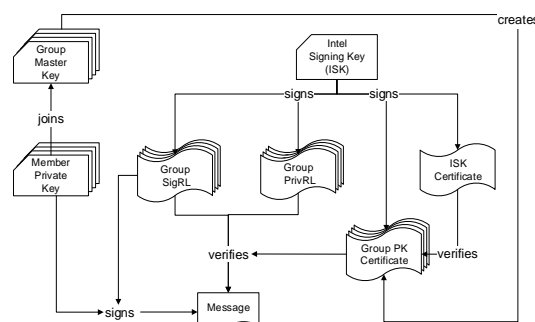 creates
Group
Master
Key
Intel
Signing Key
(ISK)
signs
signs
joins
Member
Private
Key
Group
SigRL
Group
PrivRL
ISK
Certificate
verifies
Group PK
Certificate
verifies
signs
Message